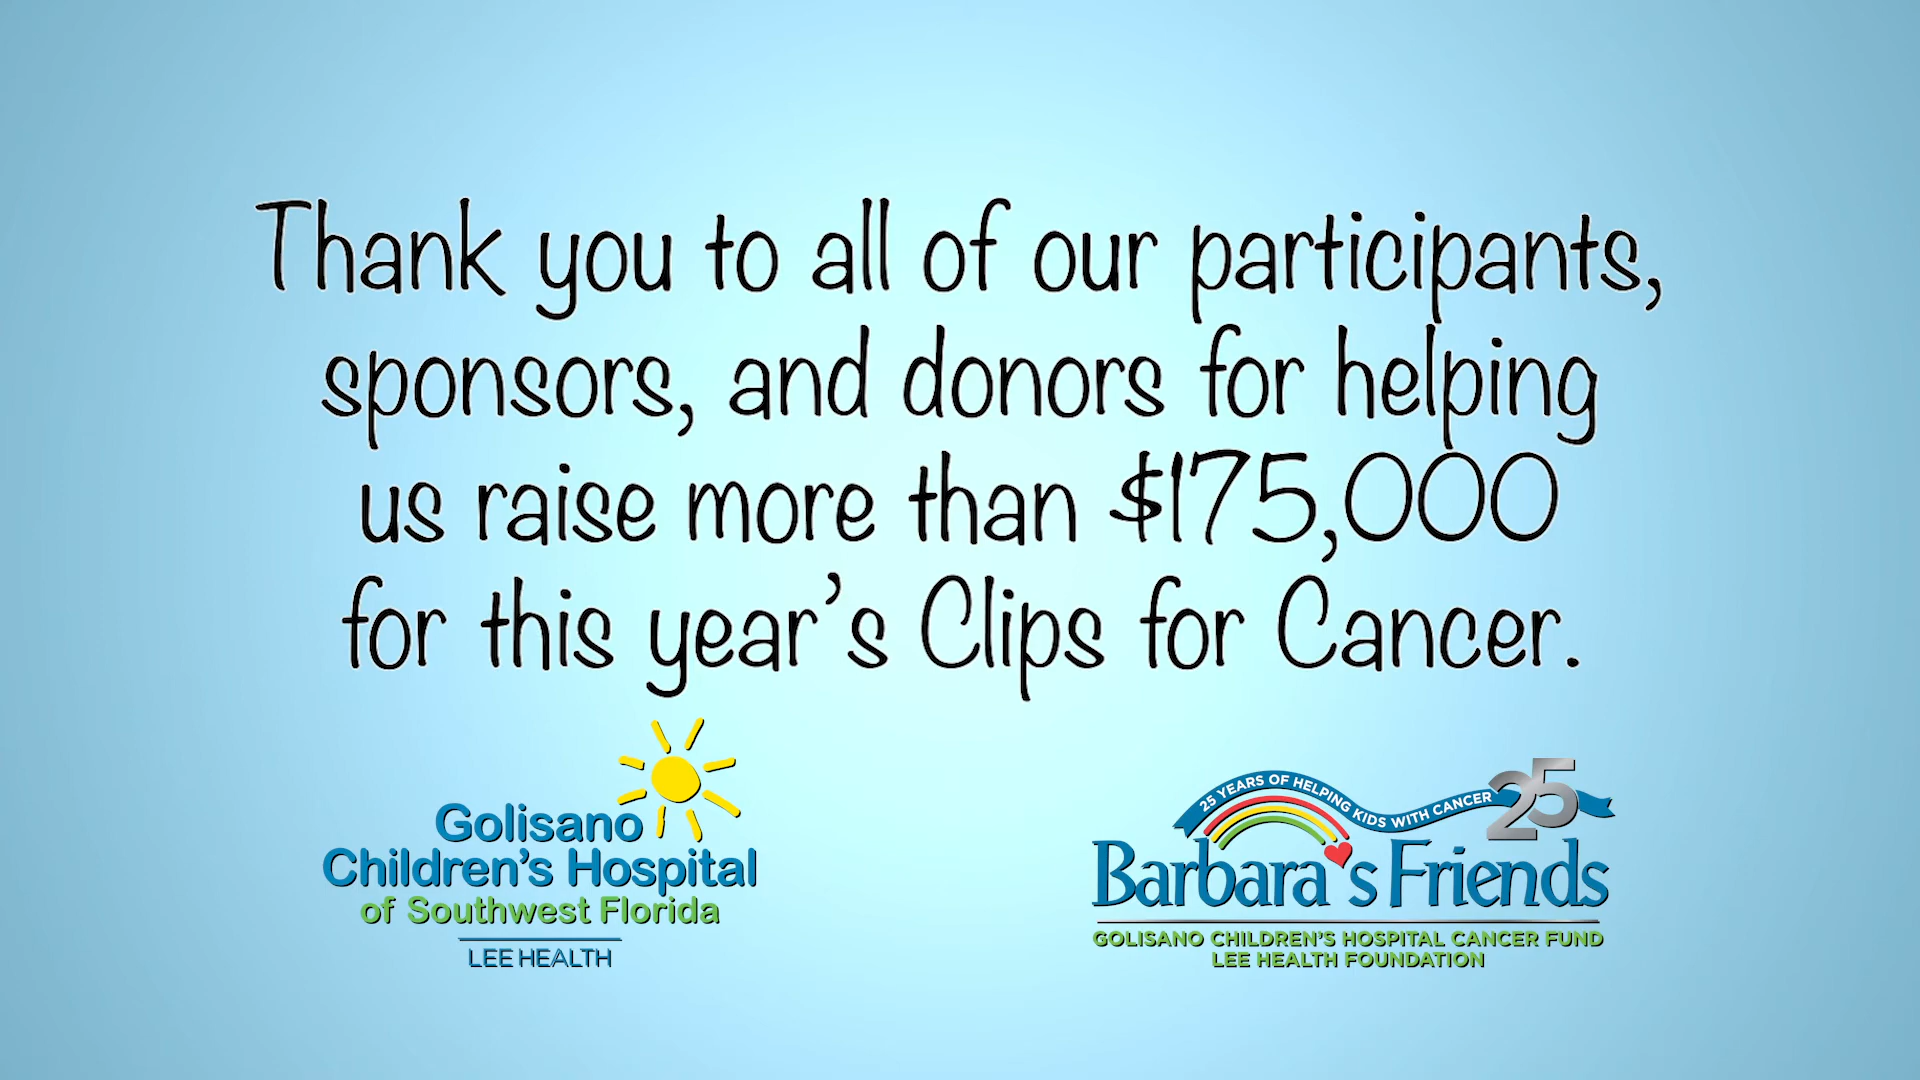 Thank you to all of our participants,
sponsors, and donors for helping
us raise more than $175,000
for this year’s Clips for Cancer.
Golisano
Children’s Hospital
of Southwest Florida
LEE HEALTH
25 YEARS OF HELPING KIDS WITH CANCER 25
Barbara’s Friends
GOLISANO CHILDREN’S HOSPITAL CANCER FUND
LEE HEALTH FOUNDATION